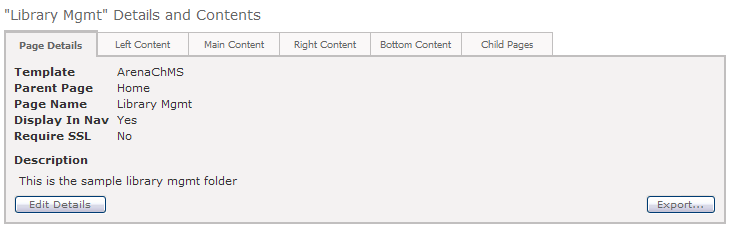 "Library Mgmt" Details and Contents
Page Details Left Content Main Content Right Content Bottom Content Child Pages
Template ArenaChMS
Parent Page Home
Page Name Library Mgmt
Display In Nav Yes
Require SSL No
Description
This is the sample library mgmt folder
Edit Details Export...